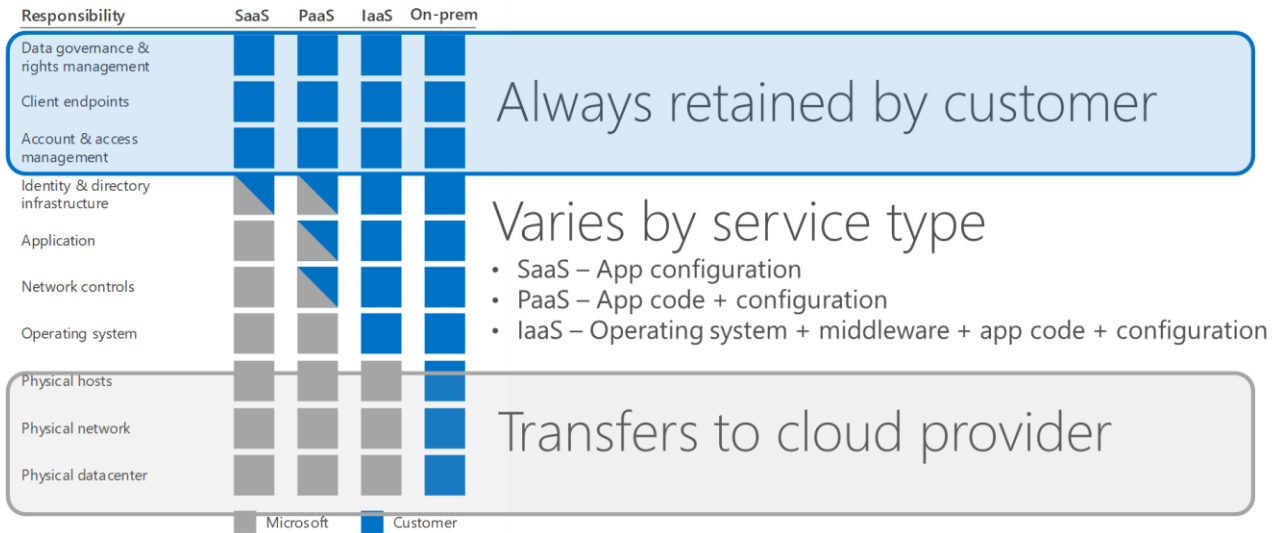 Responsibility SaaS PaaS IaaS On-prem
Data governance &
rights management
Client endpoints
Account & access
management
Always retained by customer
Identity & directory
infrastructure
Application
Network controls
Operating system
Varies by service type
• SaaS – App configuration
• PaaS – App code + configuration
• IaaS – Operating system + middleware + app code + configuration
Physical hosts
Physical network
Physical datacenter
Transfers to cloud provider
Microsoft Customer